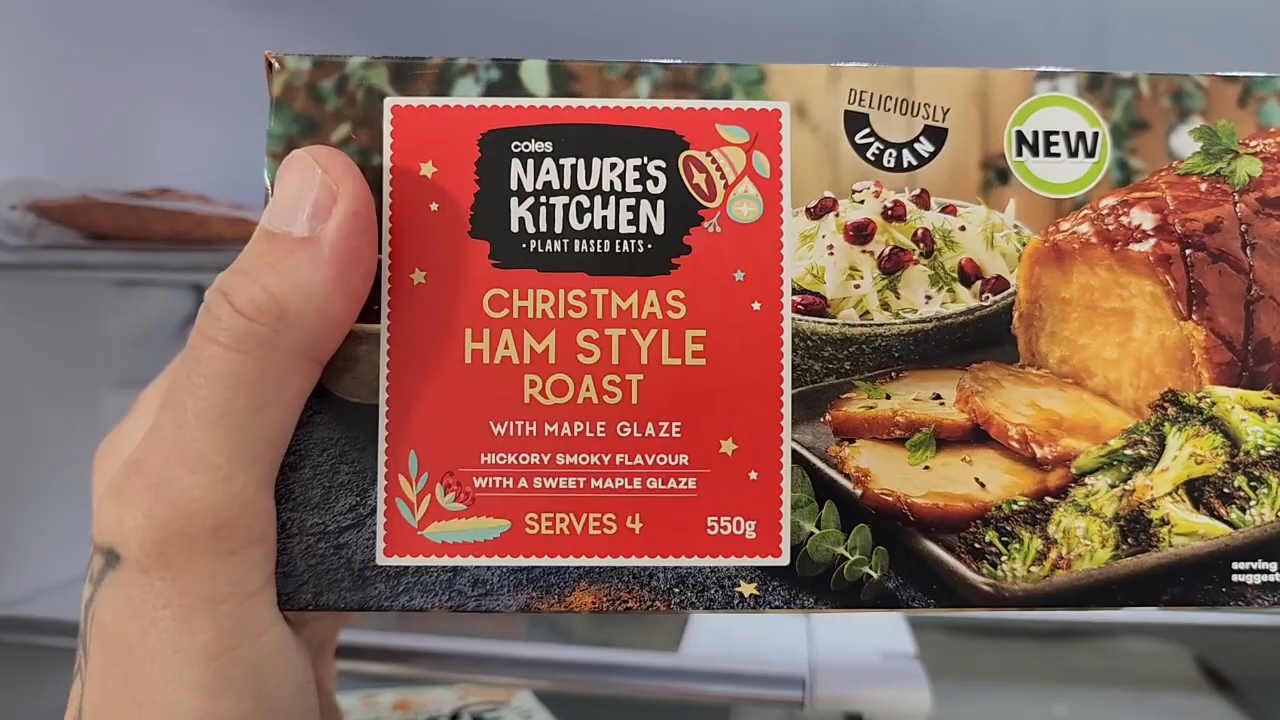 coles
NATURE'S
KiTCHEN
• PLANT BASED EATS •
CHRISTMAS
HAM STYLE
ROAST
WITH MAPLE GLAZE
HICKORY SMOKY FLAVOUR
WITH A SWEET MAPLE GLAZE
SERVES 4
550g
DELICIOUSLY
VEGAN
NEW
serving
suggest